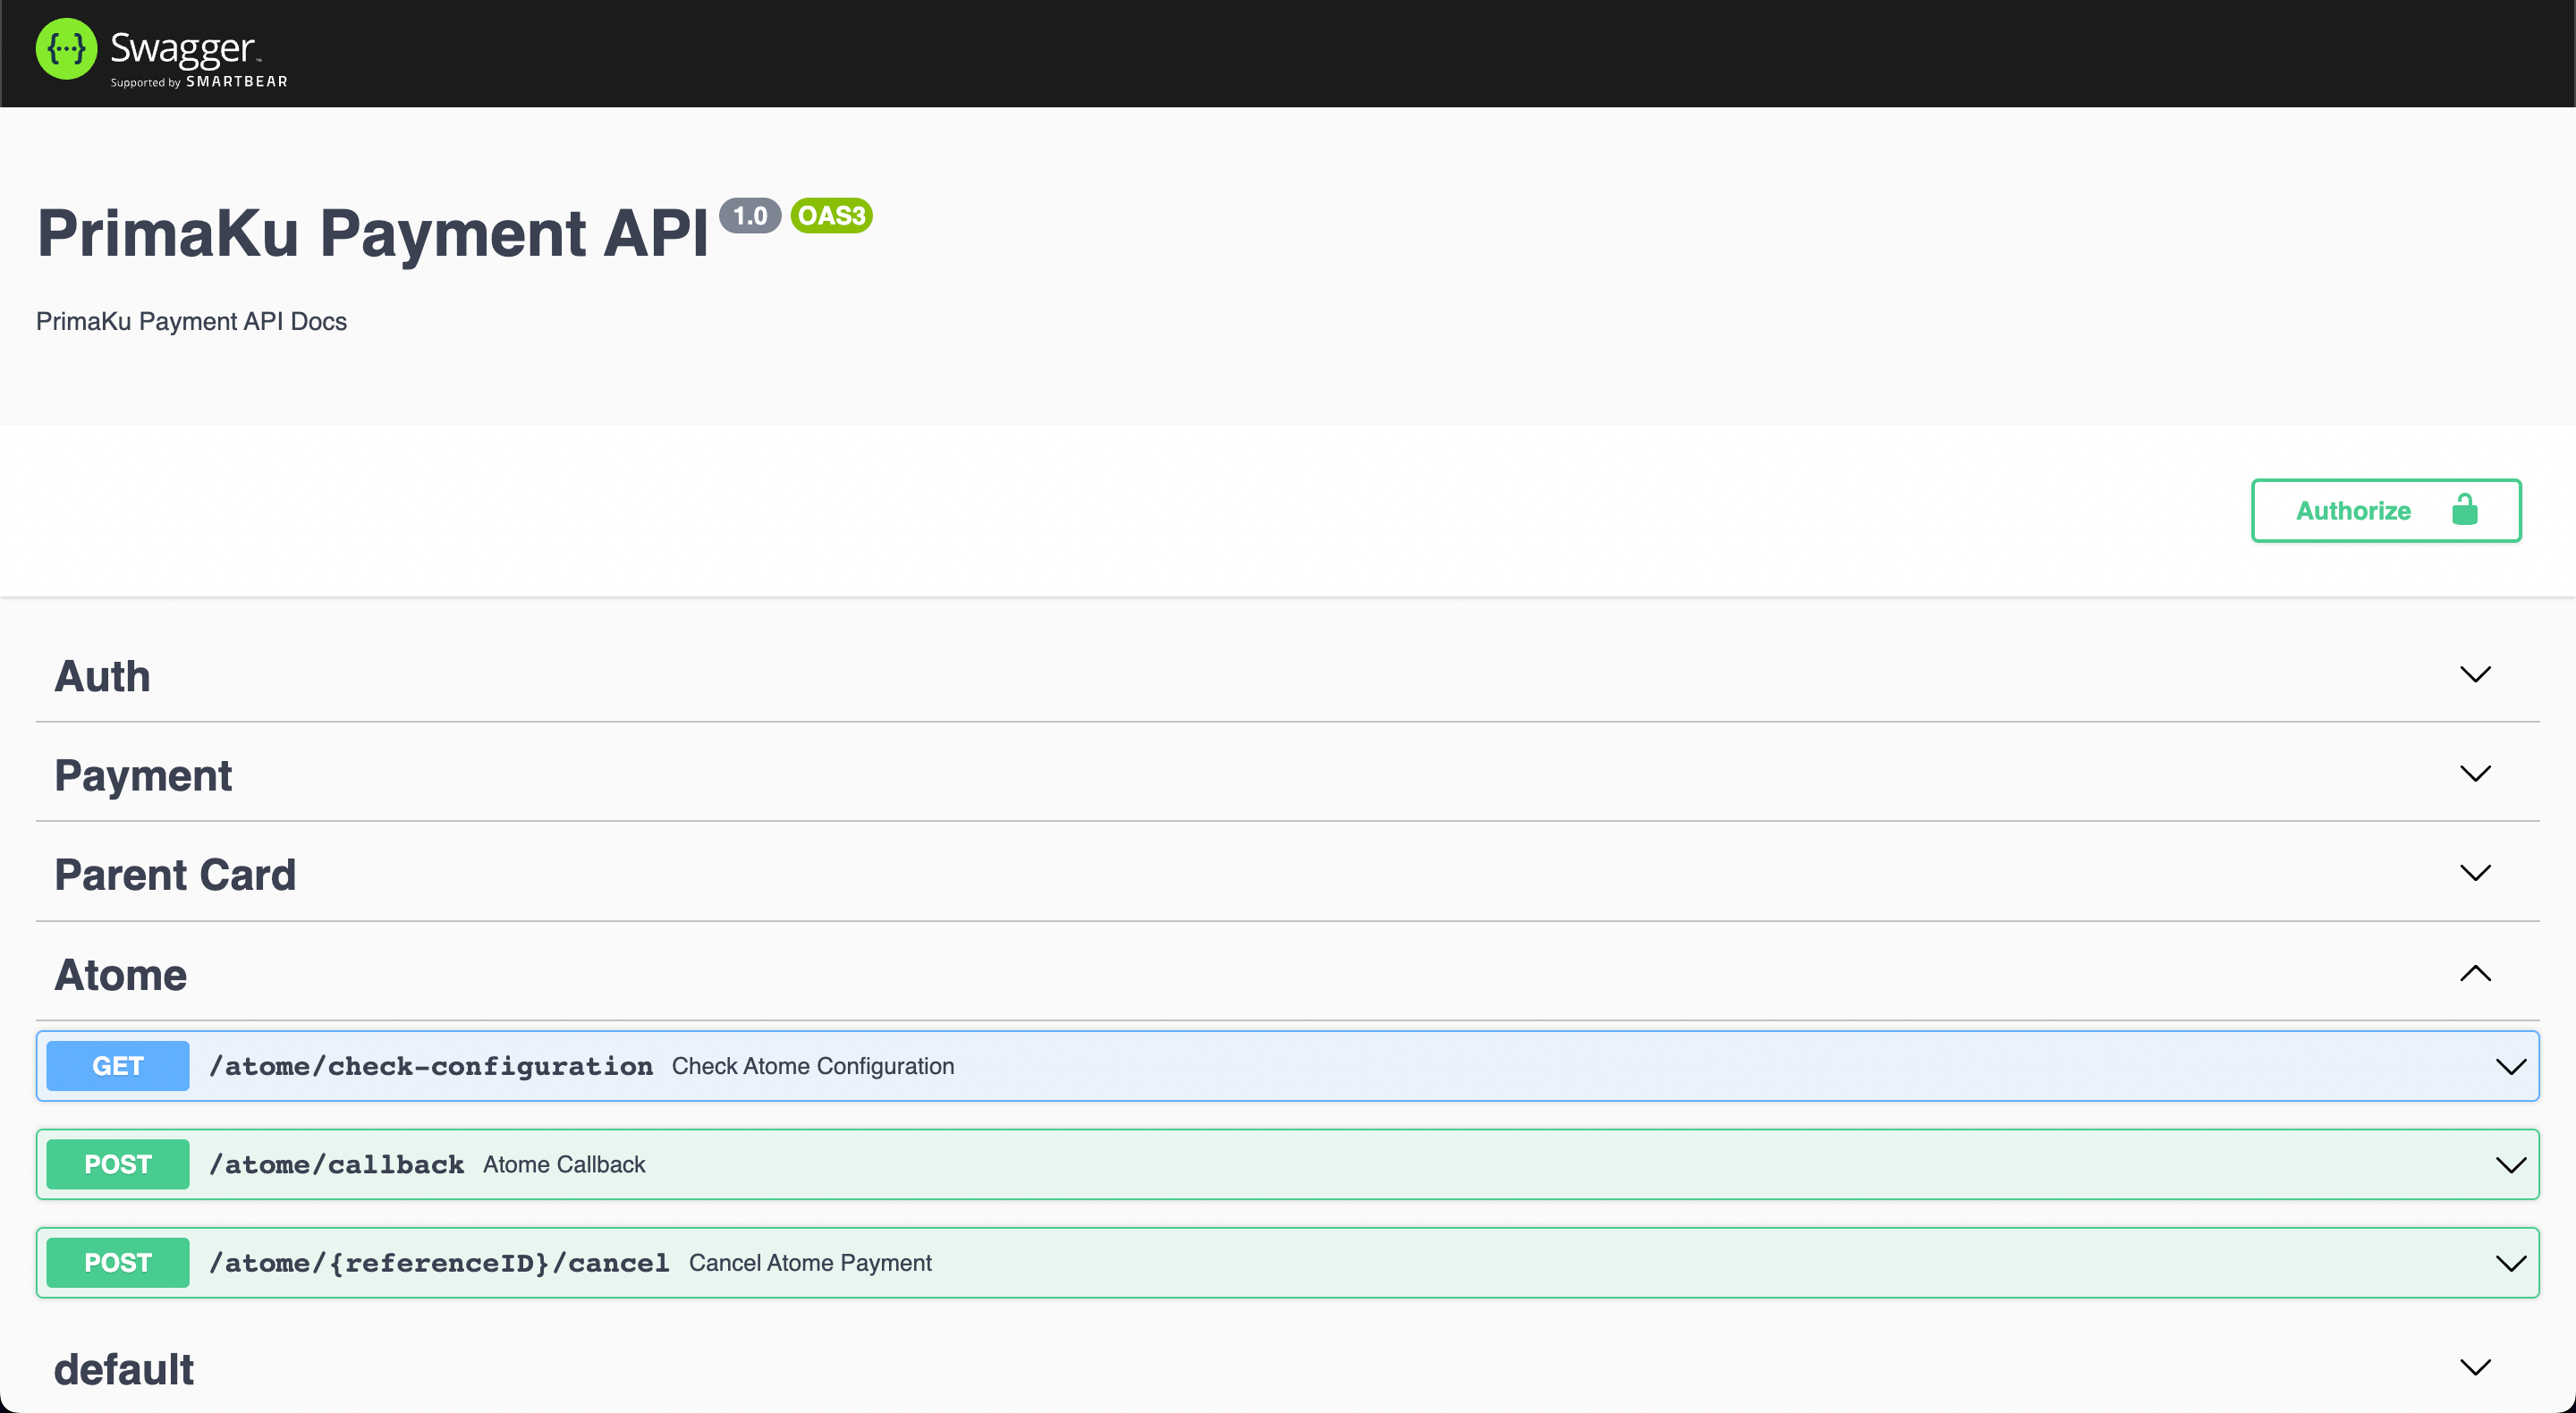 {···} Swagger™
Supported by SMARTBEAR
PrimaKu Payment API 1.0 OAS3
PrimaKu Payment API Docs
Authorize
Auth
Payment
Parent Card
Atome
GET /atome/check-configuration Check Atome Configuration
POST /atome/callback Atome Callback
POST /atome/{referenceID}/cancel Cancel Atome Payment
default